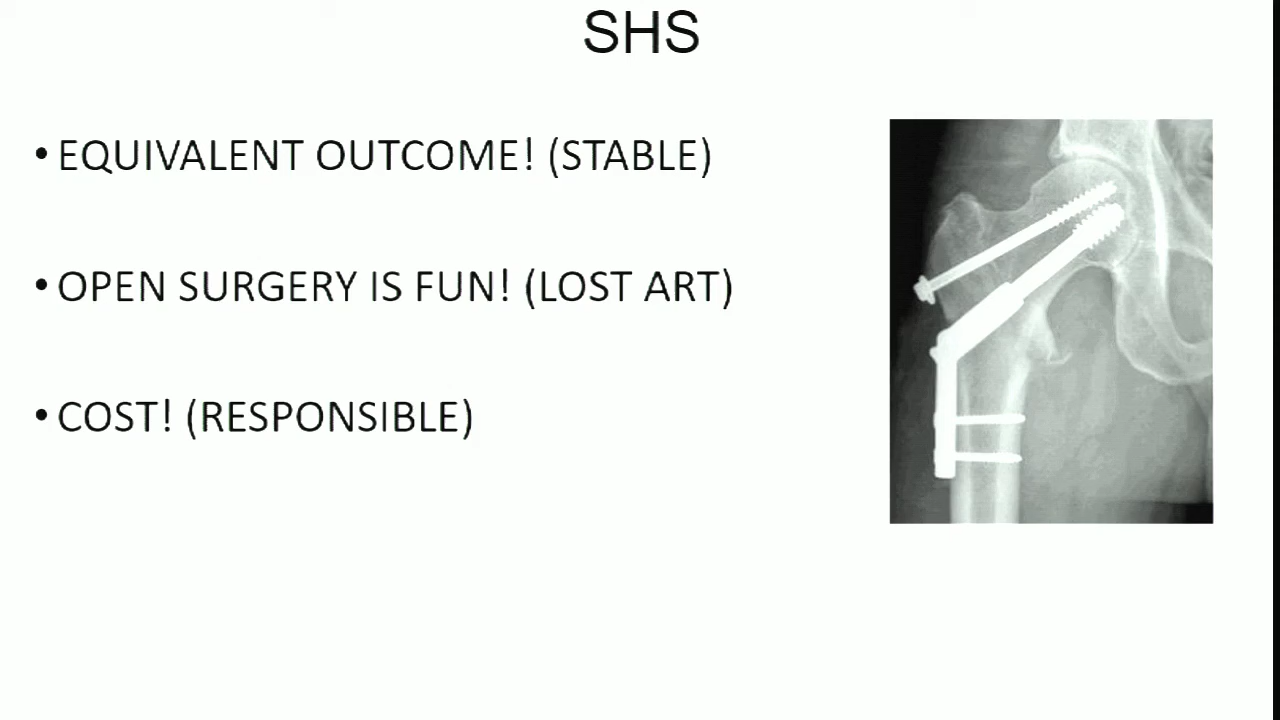 SHS
• EQUIVALENT OUTCOME! (STABLE)
• OPEN SURGERY IS FUN! (LOST ART)
• COST! (RESPONSIBLE)